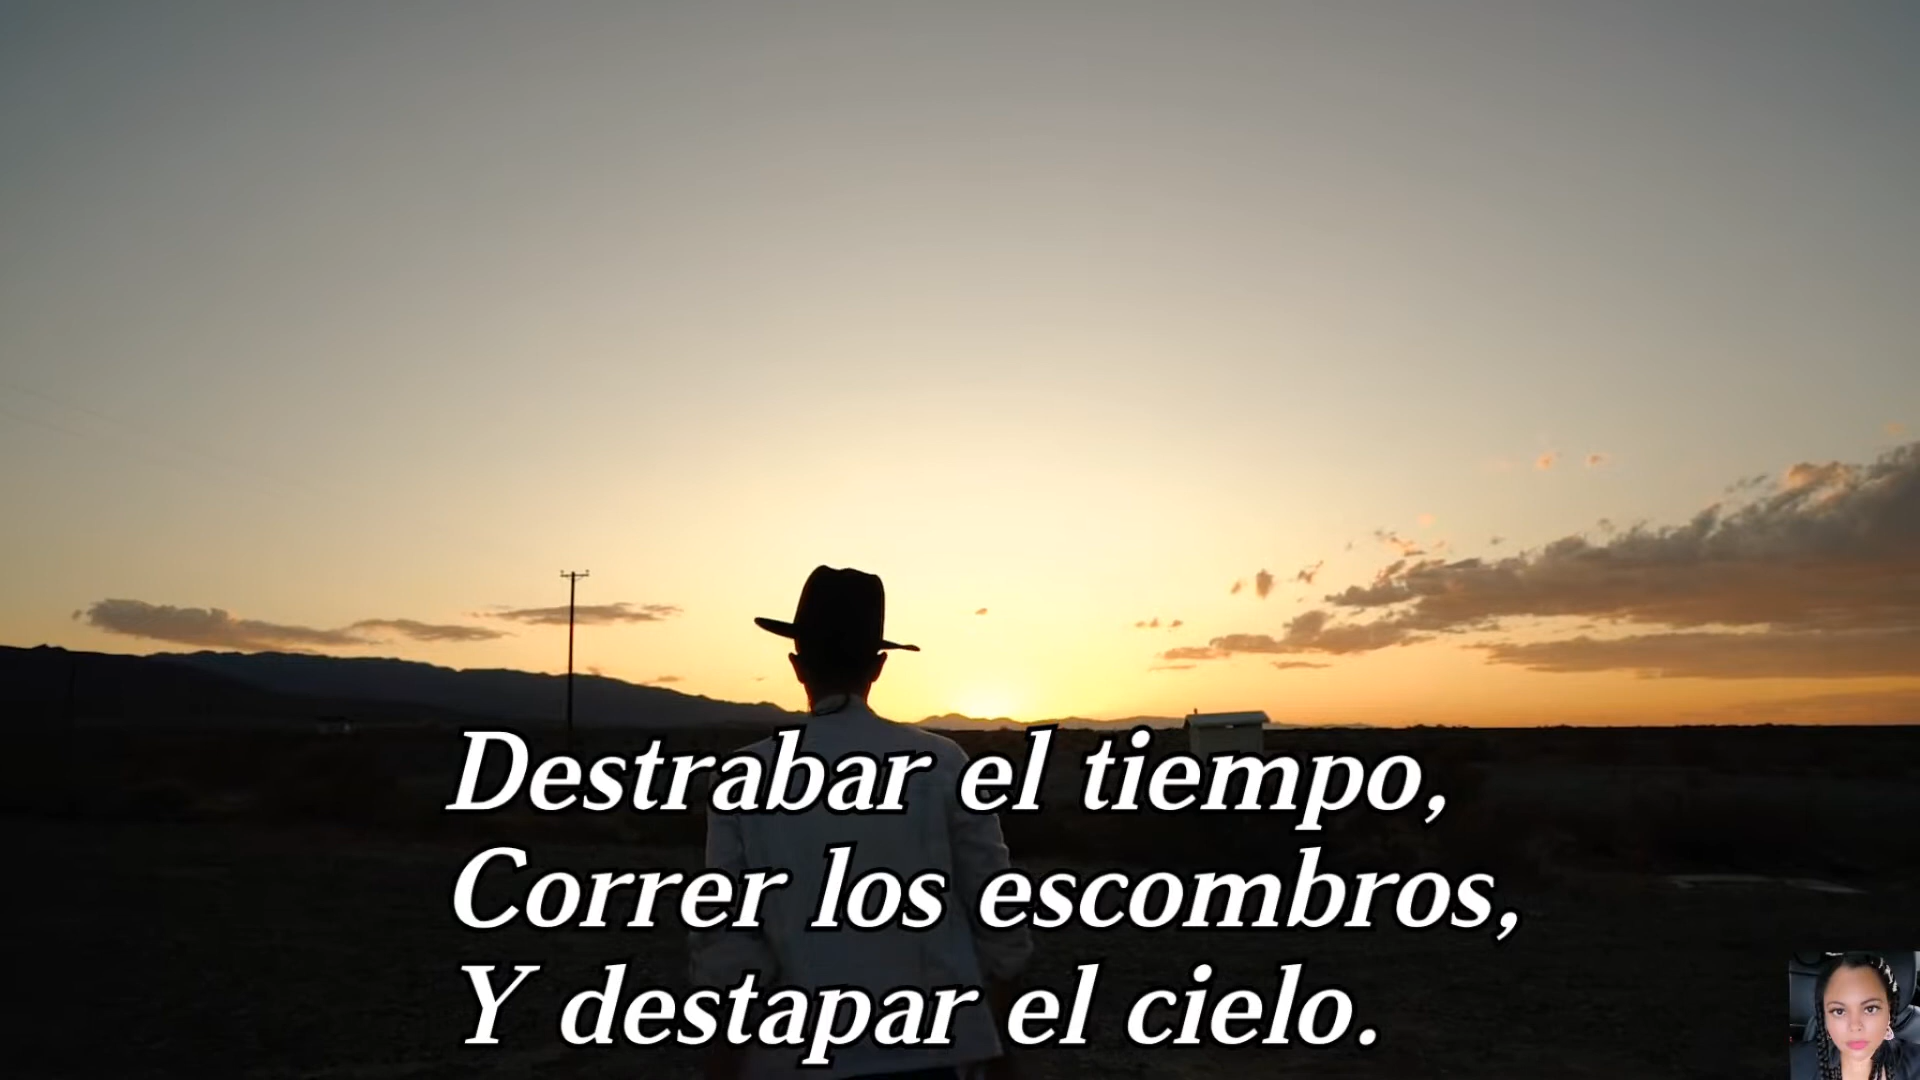 Destrabar el tiempo,
Correr los escombros,
Y destapar el cielo.